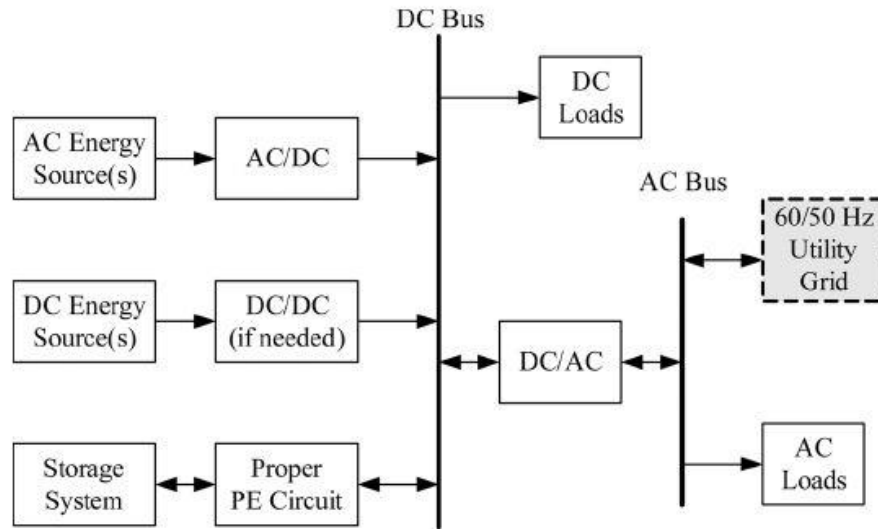 DC Bus
DC
Loads
AC Energy
Source(s)
AC/DC
AC Bus
60/50 Hz
Utility
Grid
DC Energy
Source(s)
DC/DC
(if needed)
DC/AC
Storage
System
Proper
PE Circuit
AC
Loads